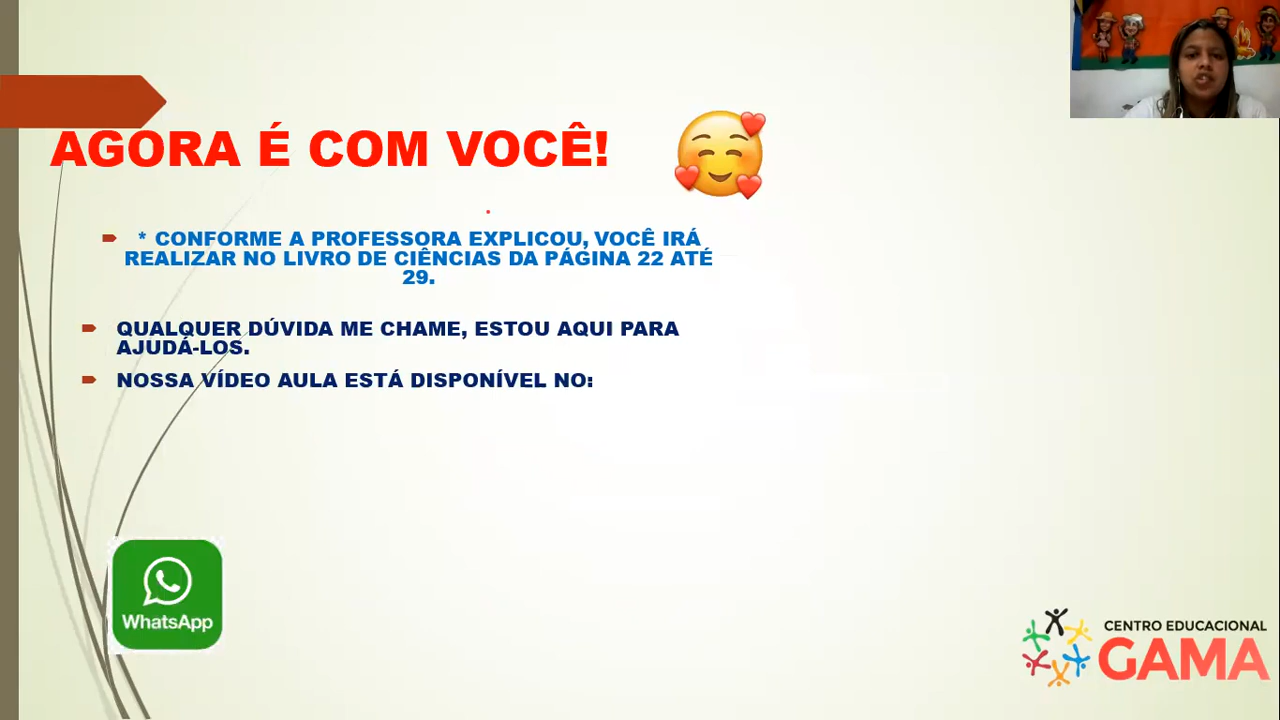 AGORA É COM VOCÊ!
* CONFORME A PROFESSORA EXPLICOU, VOCÊ IRÁ
REALIZAR NO LIVRO DE CIÊNCIAS DA PÁGINA 22 ATÉ
29.
QUALQUER DÚVIDA ME CHAME, ESTOU AQUI PARA
AJUDÁ-LOS.
NOSSA VÍDEO AULA ESTÁ DISPONÍVEL NO:
WhatsApp
CENTRO EDUCACIONAL
GAMA